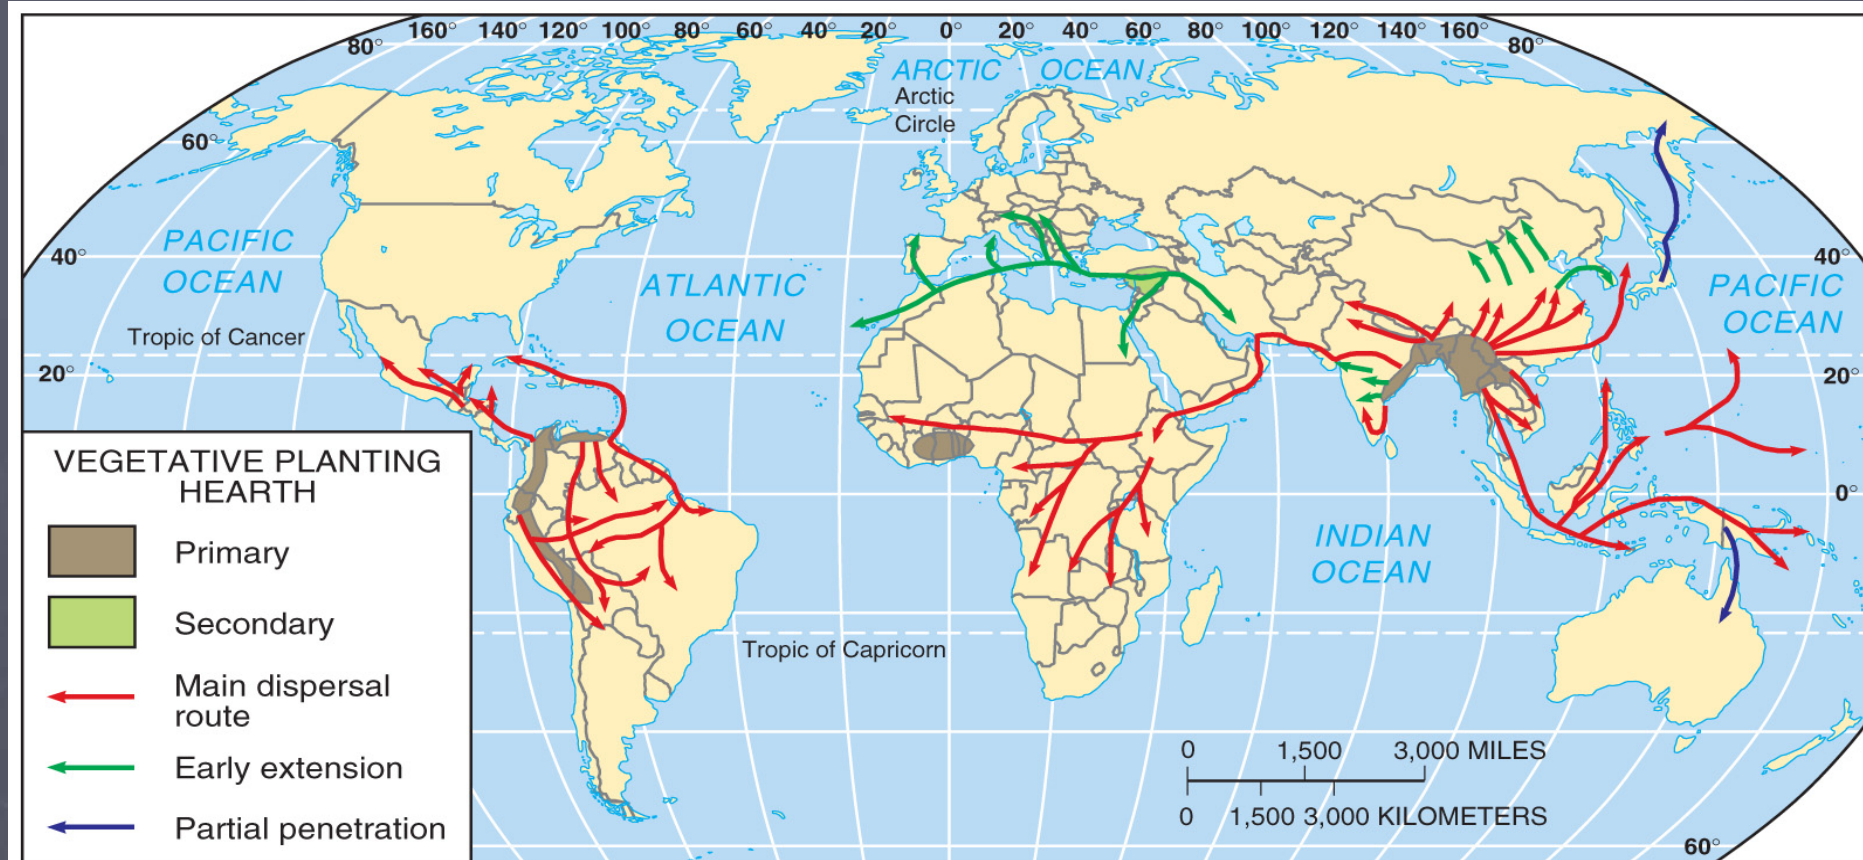 160° 140° 120° 100° 80° 60° 40° 20° 0° 20° 40° 60° 80° 100° 120° 140° 160°
80° 80°
ARCTIC OCEAN
Arctic
Circle
60°
PACIFIC
OCEAN
40° 40°
ATLANTIC
OCEAN
PACIFIC
OCEAN
Tropic of Cancer
20° 20°
0°
INDIAN
OCEAN
Tropic of Capricorn
VEGETATIVE PLANTING
HEARTH
Primary
Secondary
Main dispersal
route
Early extension
Partial penetration
0 1,500 3,000 MILES
0 1,500 3,000 KILOMETERS
60°